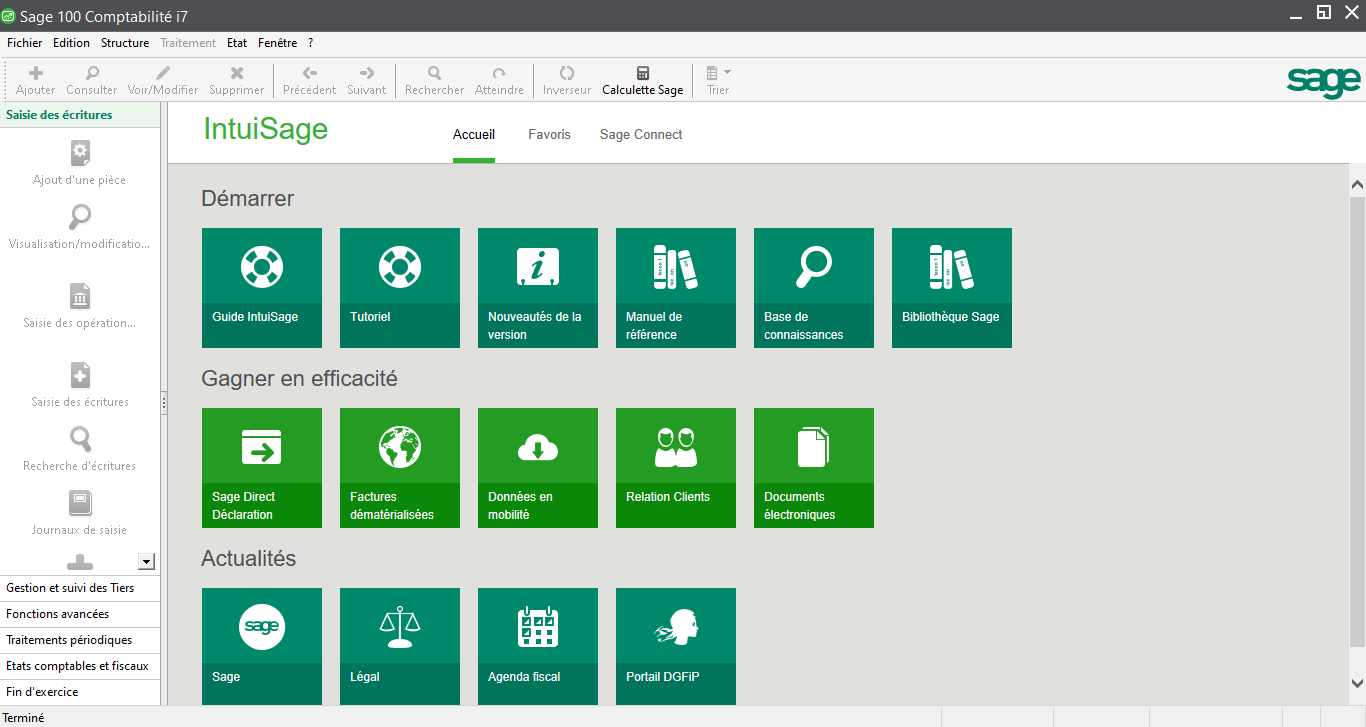 Sage 100 Comptabilité i7
Fichier Edition Structure Traitement Etat Fenêtre ?
Ajouter Consulter Voir/Modifier Supprimer Précédent Suivant Rechercher Atteindre Inverseur Calculette Sage Trier
sage
Saisie des écritures
Ajout d'une pièce
Visualisation/modificatio...
Saisie des opération...
Saisie des écritures
Recherche d'écritures
Journaux de saisie
Gestion et suivi des Tiers
Fonctions avancées
Traitements périodiques
Etats comptables et fiscaux
Fin d'exercice
IntuiSage
Accueil Favoris Sage Connect
Démarrer
Guide IntuiSage
Tutoriel
Nouveautés de la
version
Manuel de
référence
Base de
connaissances
Bibliothèque Sage
Gagner en efficacité
Sage Direct
Déclaration
Factures
dématérialisées
Données en
mobilité
Relation Clients
Documents
électroniques
Actualités
sage
Sage
Légal
Agenda fiscal
Portail DGFiP
Terminé